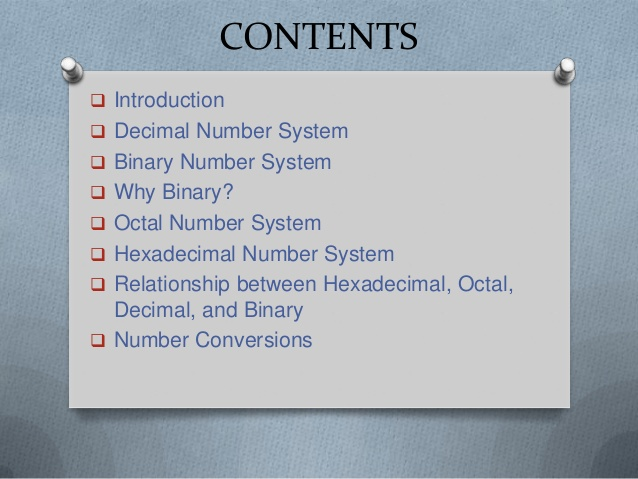 CONTENTS
Introduction
Decimal Number System
Binary Number System
Why Binary?
Octal Number System
Hexadecimal Number System
Relationship between Hexadecimal, Octal,
Decimal, and Binary
Number Conversions